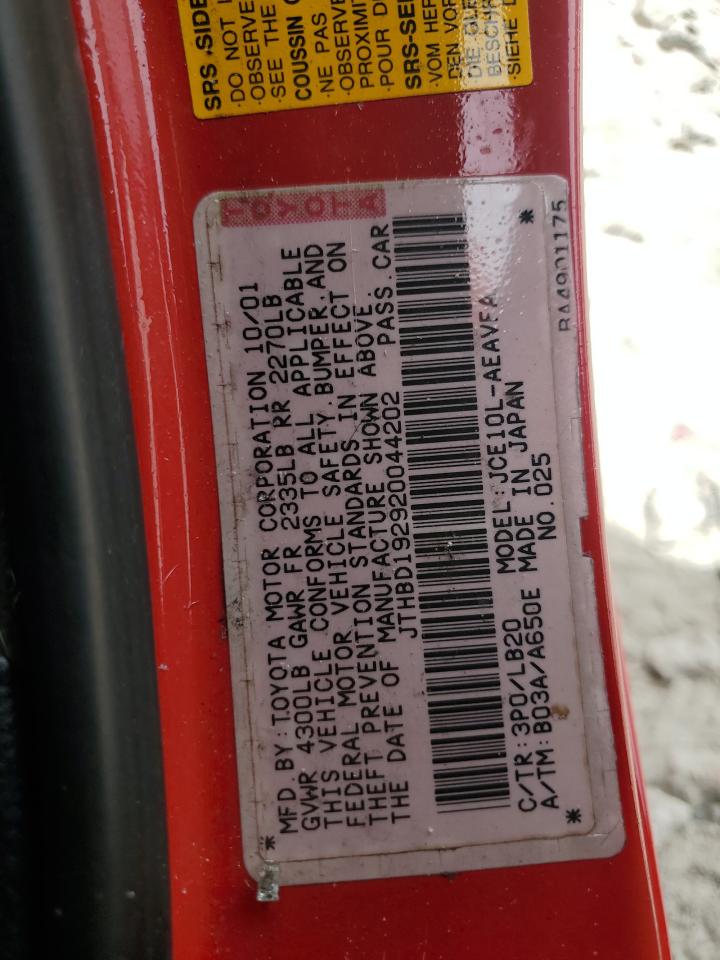 SRS SIDE
·DO NOT
·OBSERVE
·SEE THE
COUSSIN
·NE PAS
·OBSERVE
PROXIMIT
·POUR D
SRS-SE
·VOM HER
DEN VOR
·DIE
BESCH
·SIEHE
TOYOTA
* MFD. BY: TOYOTA MOTOR CORPORATION 10/01
GVWR 4300LB GAWR FR 2335LB RR 2270LB
THIS VEHICLE CONFORMS TO ALL APPLICABLE
FEDERAL MOTOR VEHICLE SAFETY, BUMPER, AND
THEFT PREVENTION STANDARDS IN EFFECT ON
THE DATE OF MANUFACTURE SHOWN ABOVE
JTHBD192920044202 PASS. CAR
C/TR: 3P0/LB20 MODEL: JCE10L-AEAVFA *
A/TM: B03A/A650E MADE IN JAPAN
* NO. 025
BA4901175